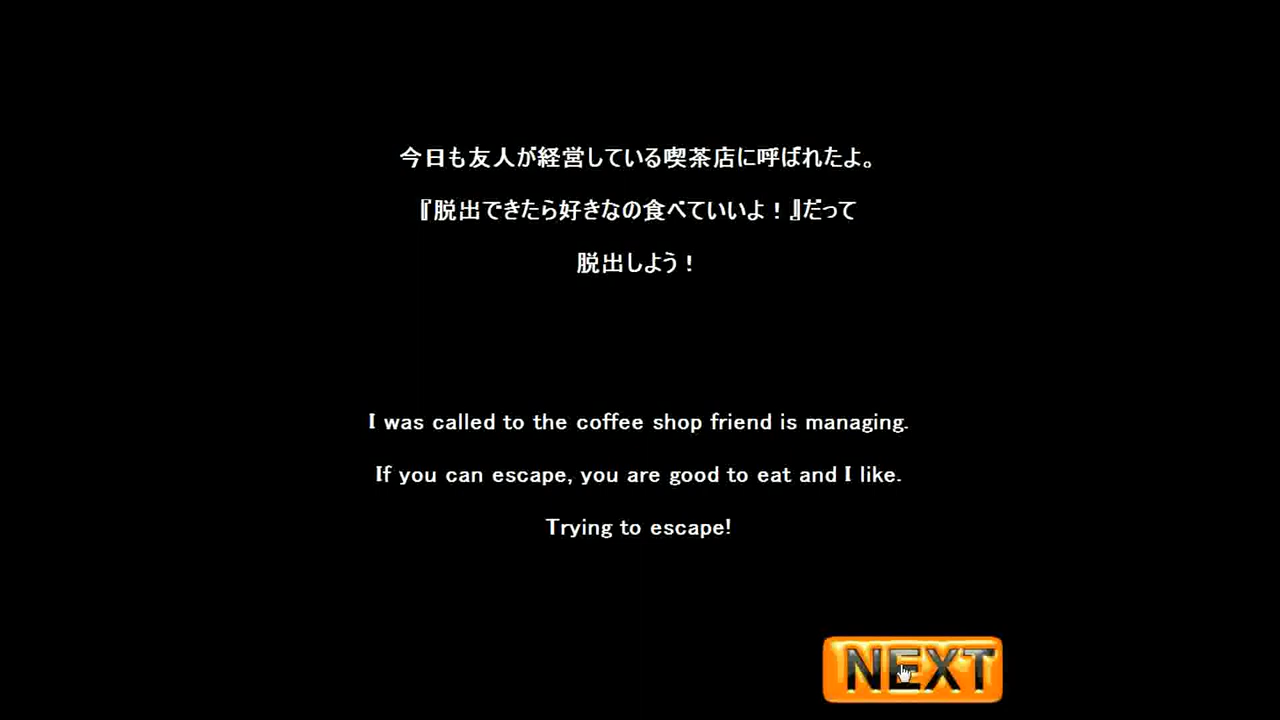 今日も友人が経営している喫茶店に呼ばれたよ。
『脱出できたら好きなの食べていいよ！』だって
脱出しよう！
I was called to the coffee shop friend is managing.
If you can escape, you are good to eat and I like.
Trying to escape!
NEXT